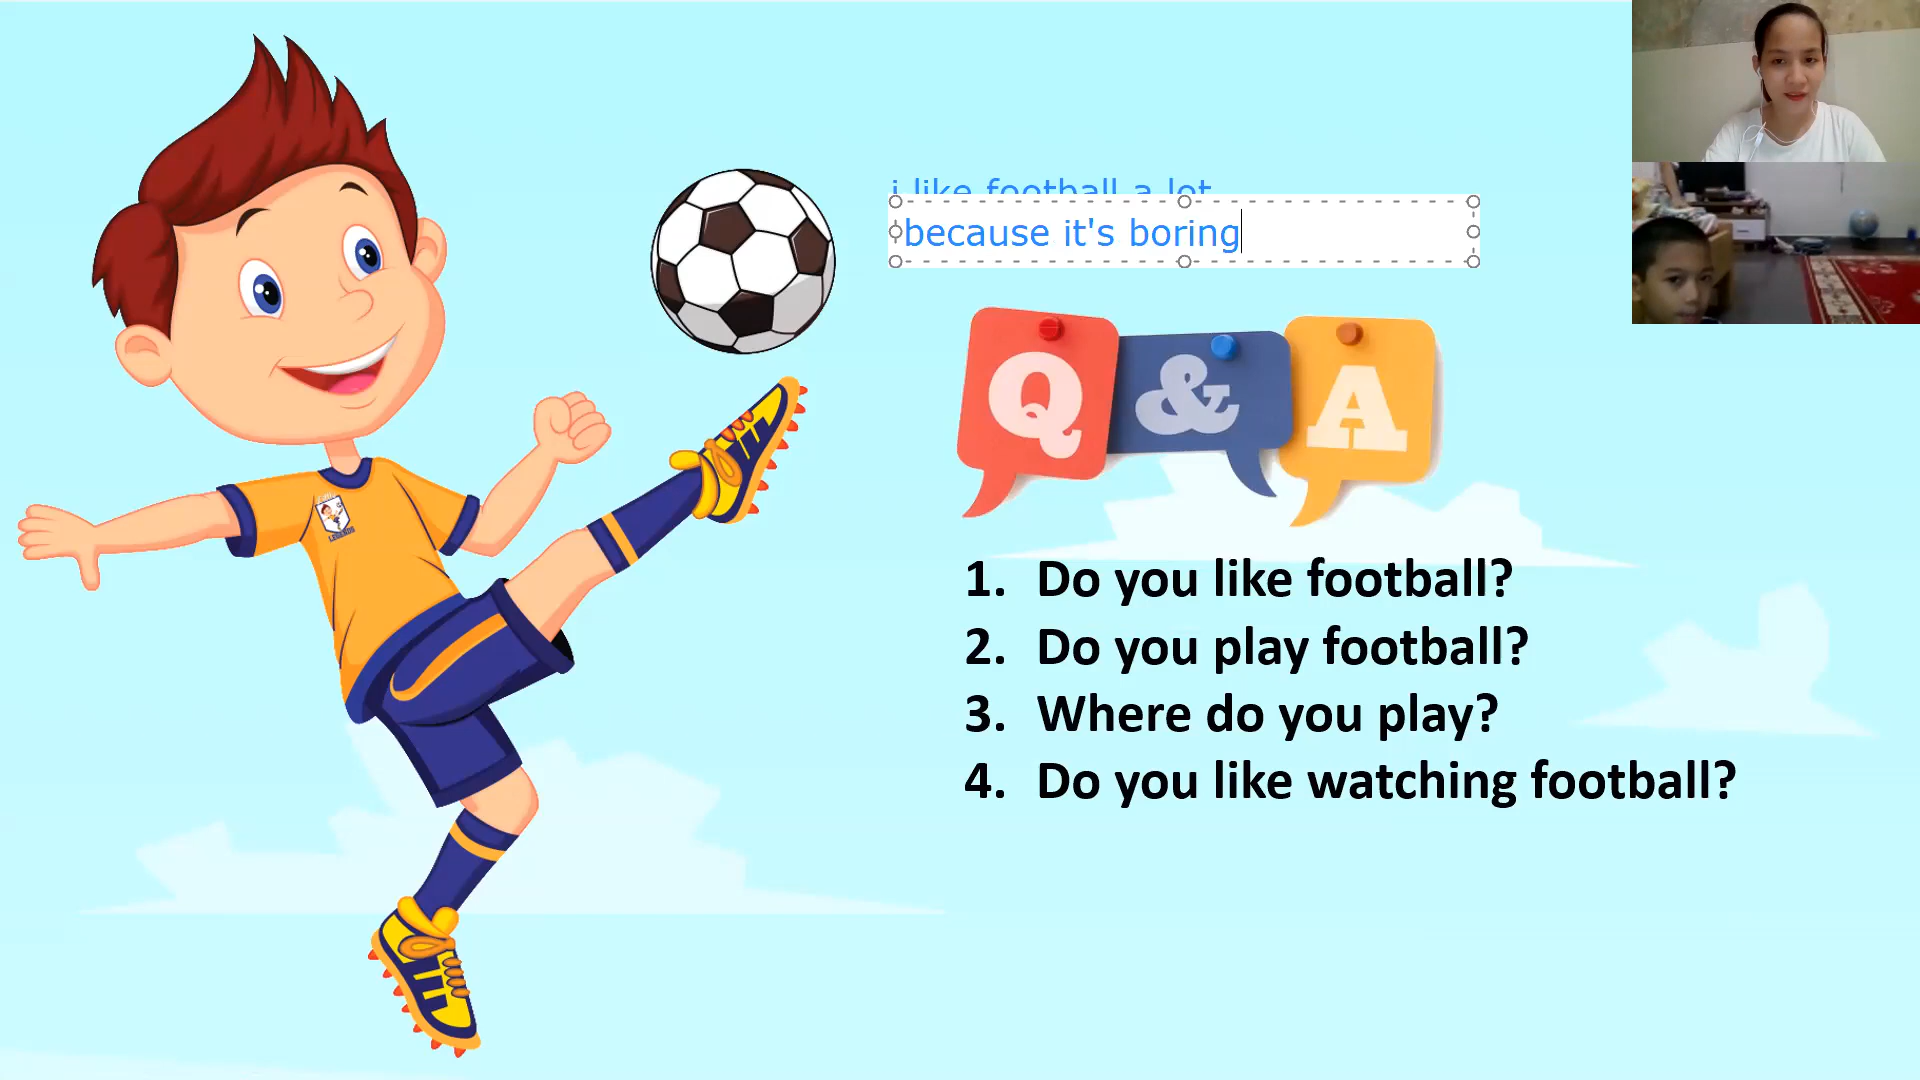 i like football a lot
because it's boring
Q & A
LEGENDS
1. Do you like football?
2. Do you play football?
3. Where do you play?
4. Do you like watching football?